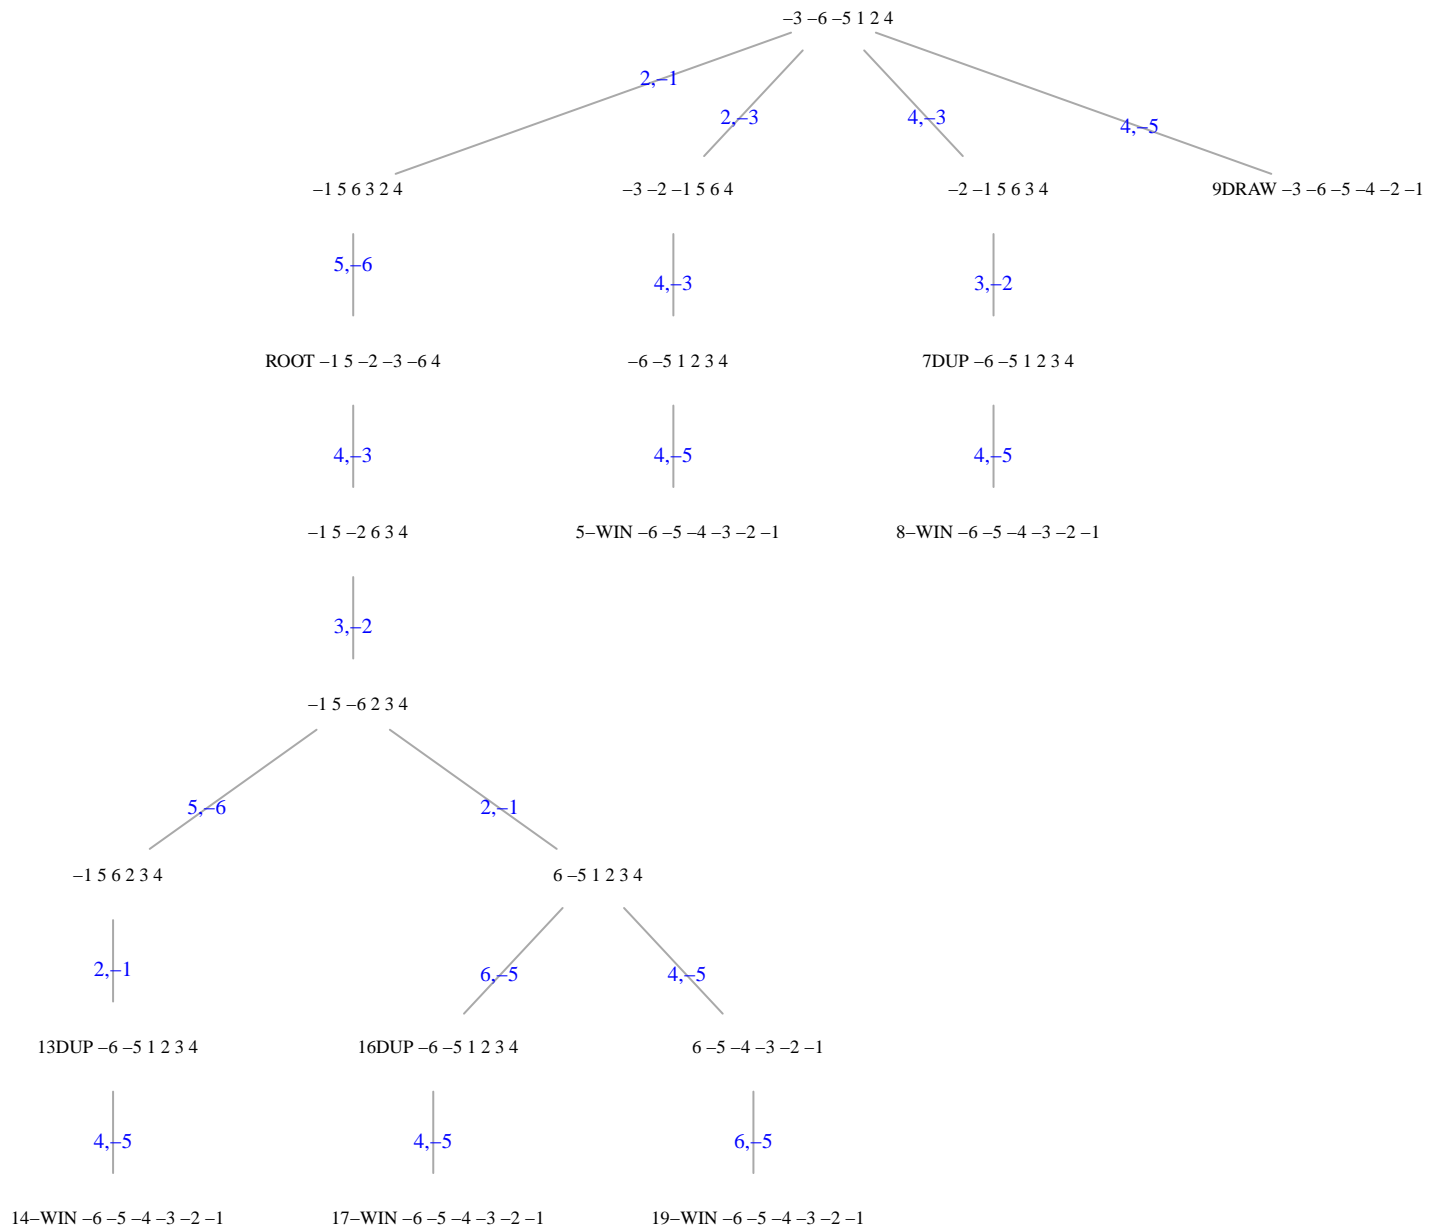 –3 –6 –5 1 2 4
2,–1
2,–3
4,–3
4,–5
–1 5 6 3 2 4
–3 –2 –1 5 6 4
–2 –1 5 6 3 4
9DRAW –3 –6 –5 –4 –2 –1
5,–6
4,–3
3,–2
ROOT –1 5 –2 –3 –6 4
–6 –5 1 2 3 4
7DUP –6 –5 1 2 3 4
4,–3
4,–5
4,–5
–1 5 –2 6 3 4
5–WIN –6 –5 –4 –3 –2 –1
8–WIN –6 –5 –4 –3 –2 –1
3,–2
–1 5 –6 2 3 4
5,–6
2,–1
–1 5 6 2 3 4
6 –5 1 2 3 4
2,–1
6,–5
4,–5
13DUP –6 –5 1 2 3 4
16DUP –6 –5 1 2 3 4
6 –5 –4 –3 –2 –1
4,–5
4,–5
6,–5
14–WIN –6 –5 –4 –3 –2 –1
17–WIN –6 –5 –4 –3 –2 –1
19–WIN –6 –5 –4 –3 –2 –1